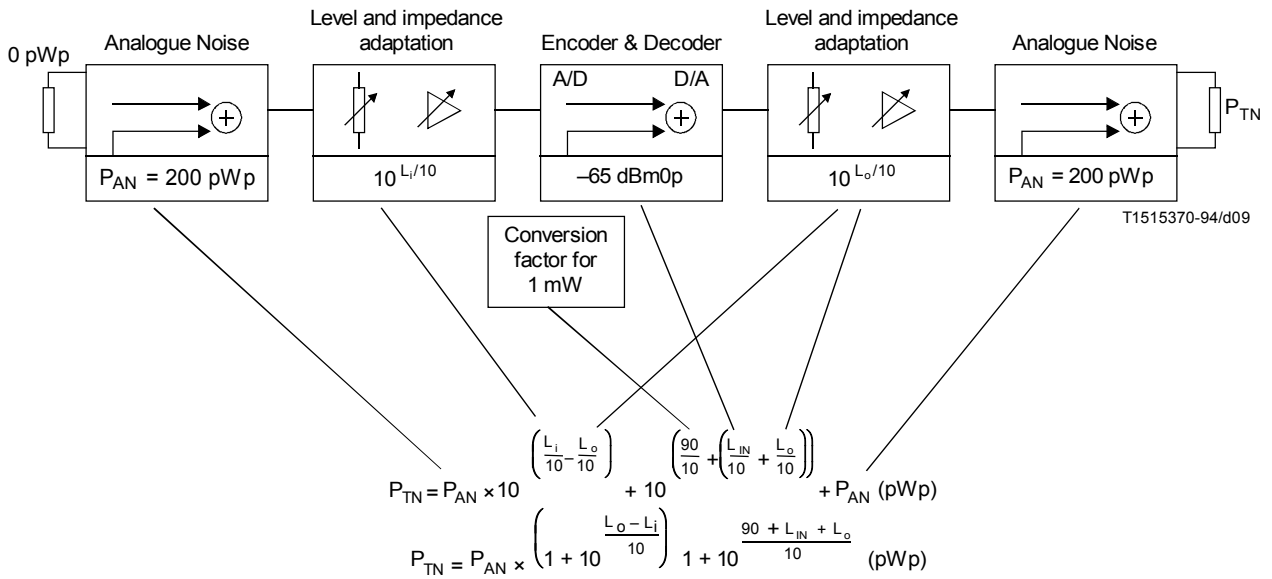 Level and impedance
adaptation
Level and impedance
adaptation
0 pWp
Analogue Noise
Encoder & Decoder
Analogue Noise
A/D
D/A
P_TN
P_AN = 200 pWp
10^{L_i/10}
–65 dBm0p
10^{L_o/10}
P_AN = 200 pWp
T1515370-94/d09
Conversion
factor for
1 mW
P_TN = P_AN × 10^{(L_i/10 – L_o/10)} + 10^{(90/10 + (L_IN/10 + L_o/10))} + P_AN (pWp)
P_TN = P_AN × (1 + 10^{(L_o – L_i)/10}) 1 + 10^{(90 + L_IN + L_o)/10} (pWp)